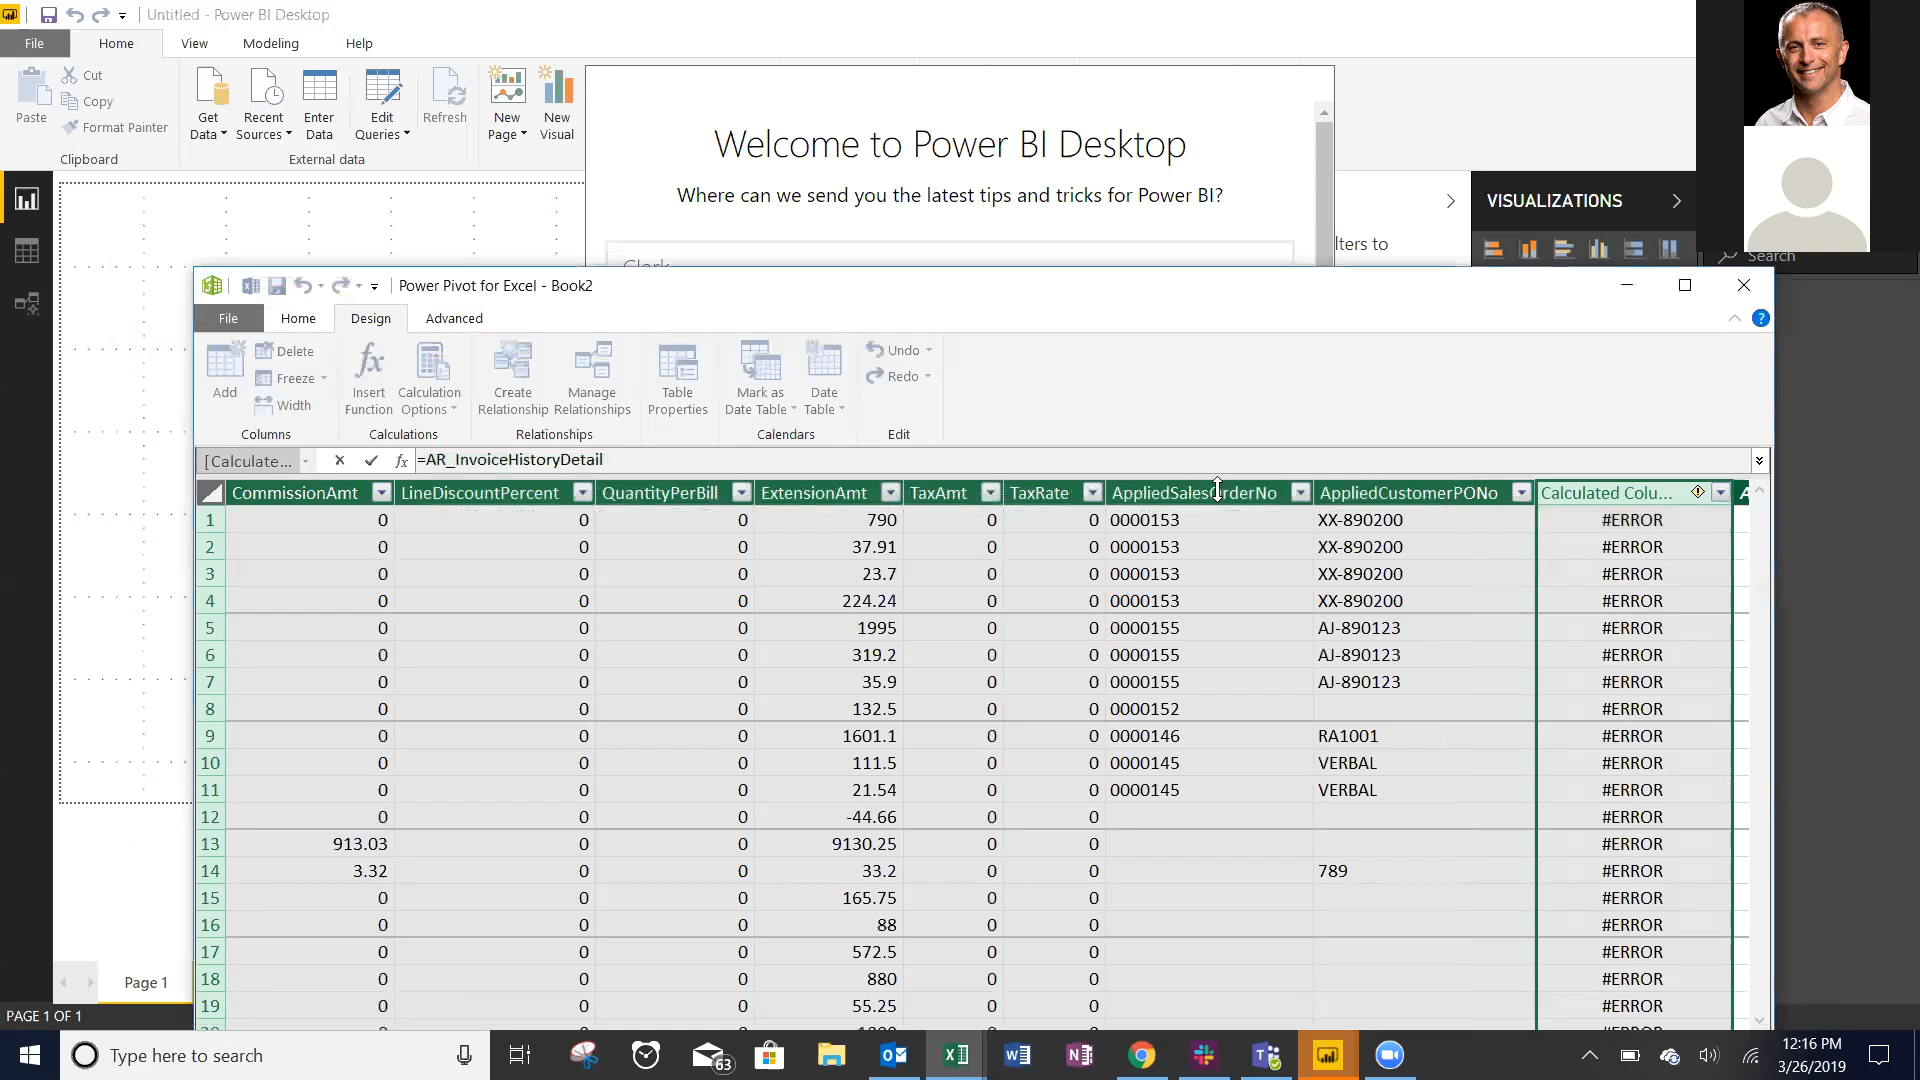 Untitled - Power BI Desktop
File Home View Modeling Help
Paste
Cut
Copy
Format Painter
Clipboard
Get Data
Recent Sources
Enter Data
Edit Queries
Refresh
External data
New Page
New Visual
Welcome to Power BI Desktop
Where can we send you the latest tips and tricks for Power BI?
lters to
VISUALIZATIONS
Search
Power Pivot for Excel - Book2
File Home Design Advanced
Add
Delete
Freeze
Width
Columns
Insert Function
Calculation Options
Calculations
Create Relationship
Manage Relationships
Relationships
Table Properties
Mark as Date Table
Date Table
Calendars
Undo
Redo
Edit
[Calculate... fx =AR_InvoiceHistoryDetail
CommissionAmt LineDiscountPercent QuantityPerBill ExtensionAmt TaxAmt TaxRate AppliedSalesOrderNo AppliedCustomerPONo Calculated Colu...
1 0 0 0 790 0 0 0000153 XX-890200 #ERROR
2 0 0 0 37.91 0 0 0000153 XX-890200 #ERROR
3 0 0 0 23.7 0 0 0000153 XX-890200 #ERROR
4 0 0 0 224.24 0 0 0000153 XX-890200 #ERROR
5 0 0 0 1995 0 0 0000155 AJ-890123 #ERROR
6 0 0 0 319.2 0 0 0000155 AJ-890123 #ERROR
7 0 0 0 35.9 0 0 0000155 AJ-890123 #ERROR
8 0 0 0 132.5 0 0 0000152 #ERROR
9 0 0 0 1601.1 0 0 0000146 RA1001 #ERROR
10 0 0 0 111.5 0 0 0000145 VERBAL #ERROR
11 0 0 0 21.54 0 0 0000145 VERBAL #ERROR
12 0 0 0 -44.66 0 0 #ERROR
13 913.03 0 0 9130.25 0 0 #ERROR
14 3.32 0 0 33.2 0 0 789 #ERROR
15 0 0 0 165.75 0 0 #ERROR
16 0 0 0 88 0 0 #ERROR
17 0 0 0 572.5 0 0 #ERROR
18 0 0 0 880 0 0 #ERROR
19 0 0 0 55.25 0 0 #ERROR
Page 1
PAGE 1 OF 1
Type here to search
63
12:16 PM
3/26/2019